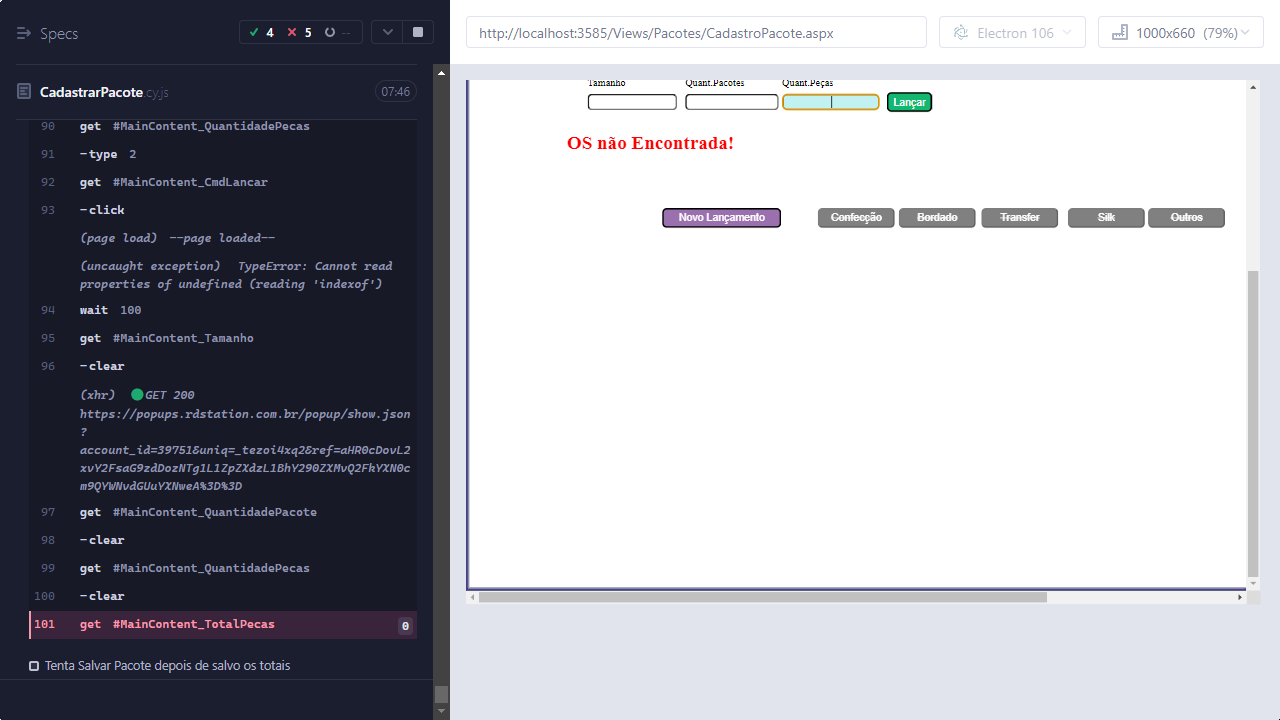 Specs
4 5 --
CadastrarPacote.cy.js 07:46
90 get #MainContent_QuantidadePecas
91 -type 2
92 get #MainContent_CmdLancar
93 -click
(page load) --page loaded--
(uncaught exception) TypeError: Cannot read
properties of undefined (reading 'indexof')
94 wait 100
95 get #MainContent_Tamanho
96 -clear
(xhr) GET 200
https://popups.rdstation.com.br/popup/show.json
?
account_id=39751&uniq=_tezoi4xq2&ref=aHR0cDovL2
xvY2FsaG9zdDozNTg1L1ZpZXdzL1BhY290ZXMvQ2FkYXN0c
m9QYWNvdGUuYXNweA%3D%3D
97 get #MainContent_QuantidadePacote
98 -clear
99 get #MainContent_QuantidadePecas
100 -clear
101 get #MainContent_TotalPecas 0
Tenta Salvar Pacote depois de salvo os totais
http://localhost:3585/Views/Pacotes/CadastroPacote.aspx
Electron 106
1000x660 (79%)
Tamanho Quant.Pacotes Quant.Peças
Lançar
OS não Encontrada!
Novo Lançamento Confecção Bordado Transfer Silk Outros